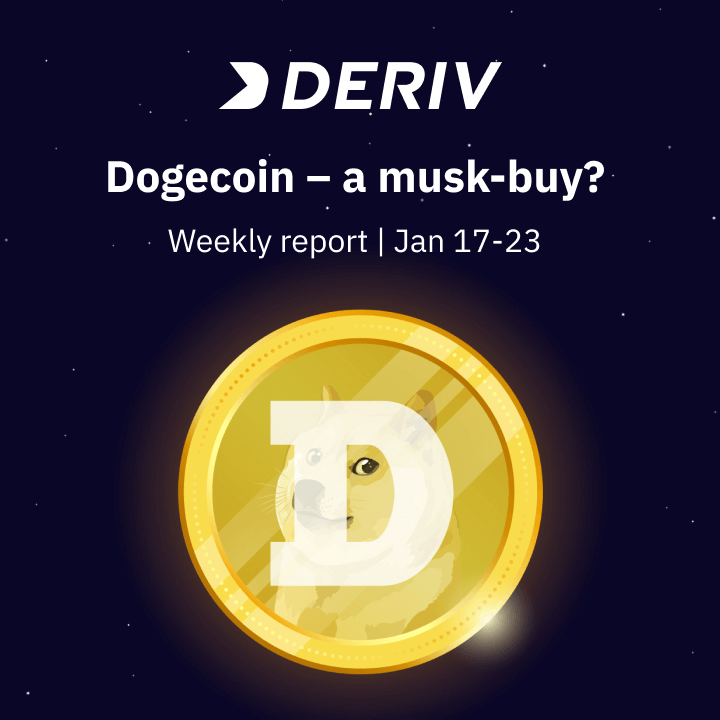 DERIV
Dogecoin – a musk-buy?
Weekly report | Jan 17-23
D